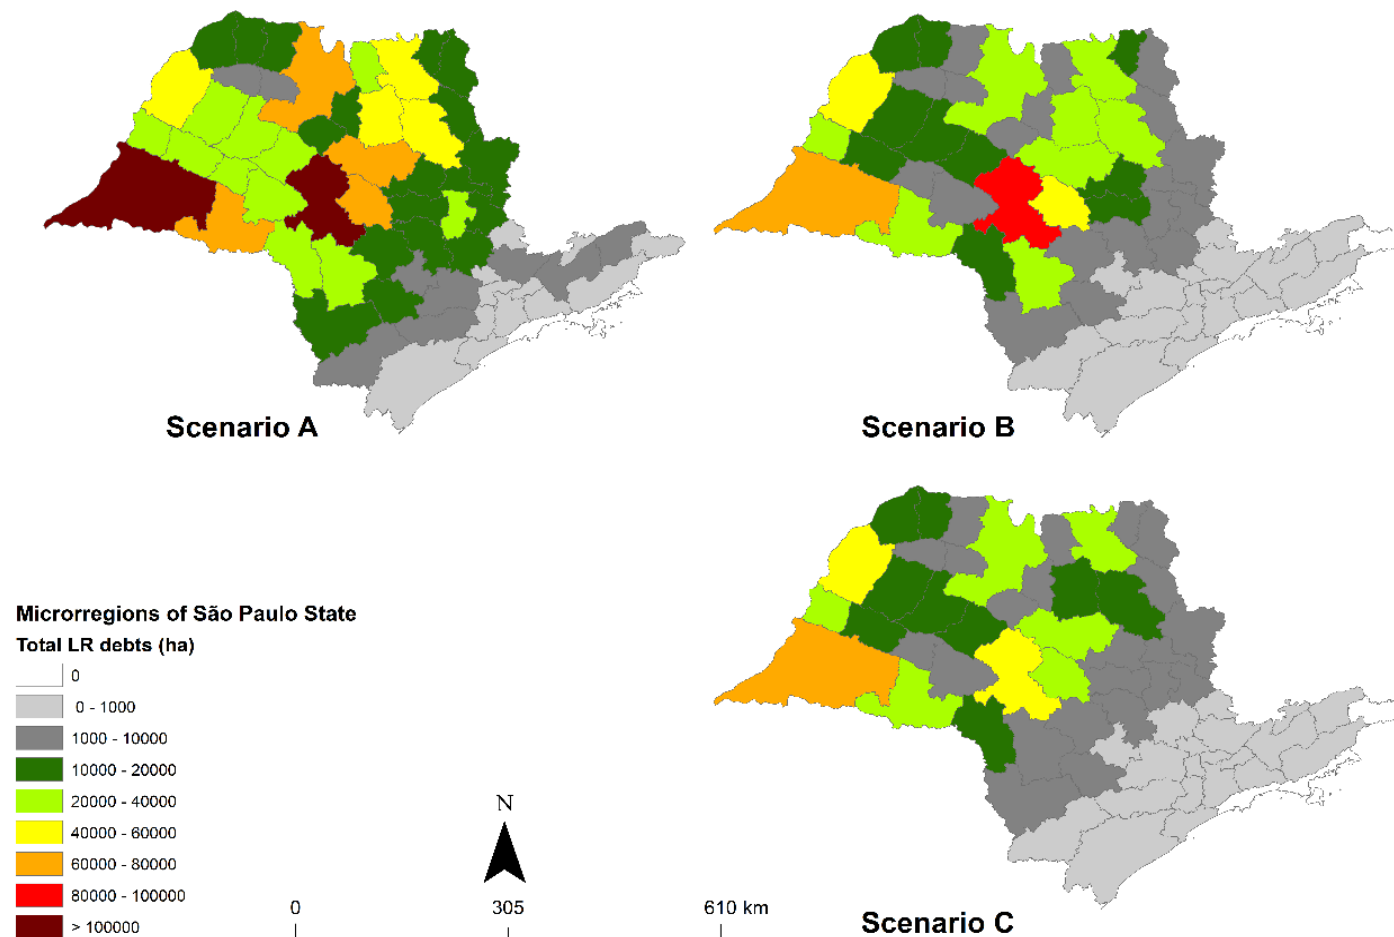 Scenario A
Scenario B
Microrregions of São Paulo State
Total LR debts (ha)
0
0 - 1000
1000 - 10000
10000 - 20000
20000 - 40000
40000 - 60000
60000 - 80000
80000 - 100000
> 100000
N
0 305 610 km
Scenario C